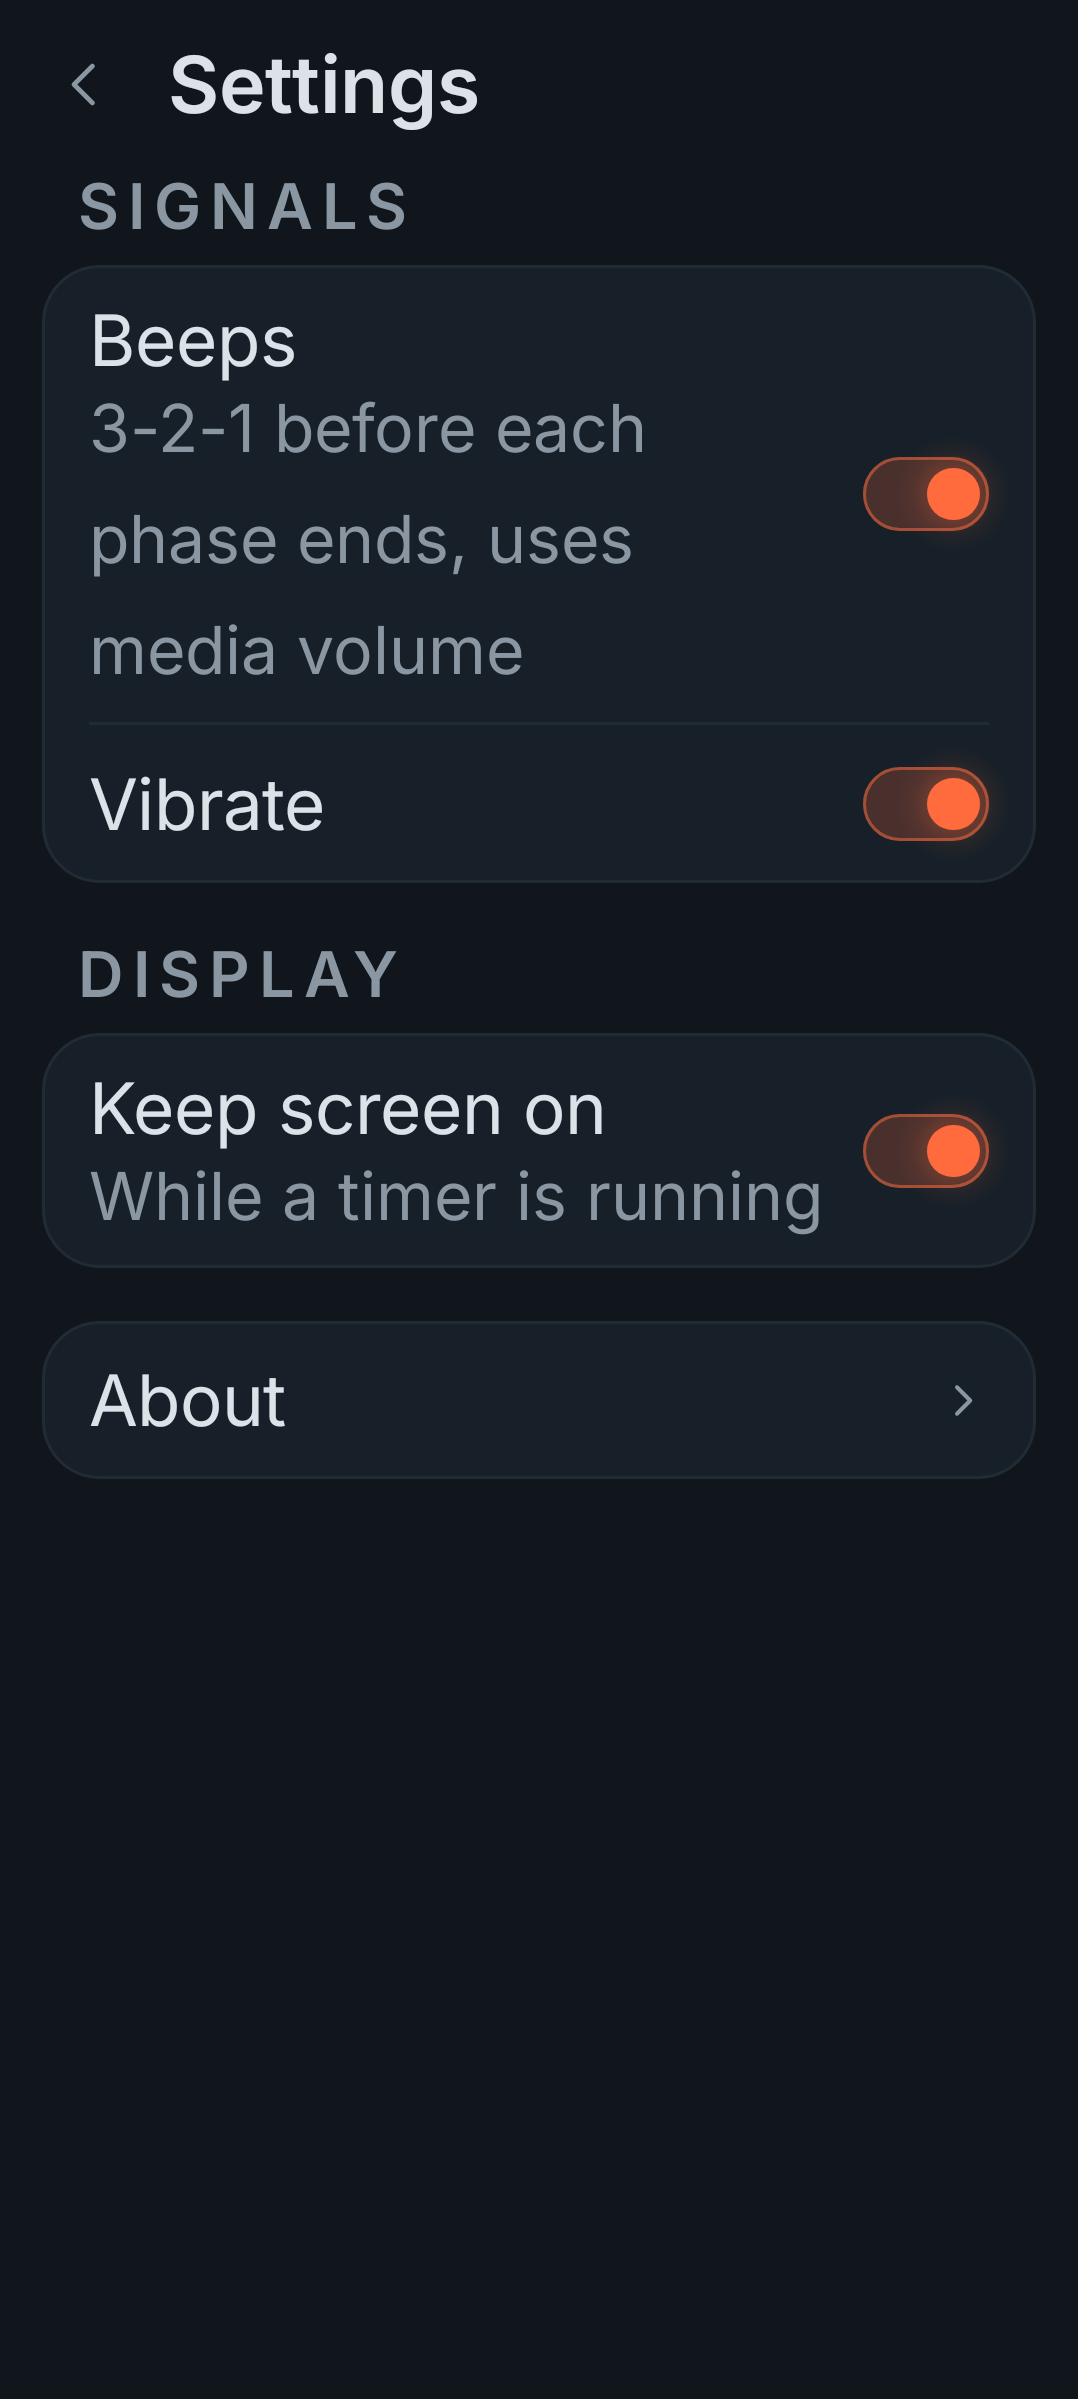 Settings
SIGNALS
Beeps
3-2-1 before each
phase ends, uses
media volume
Vibrate
DISPLAY
Keep screen on
While a timer is running
About